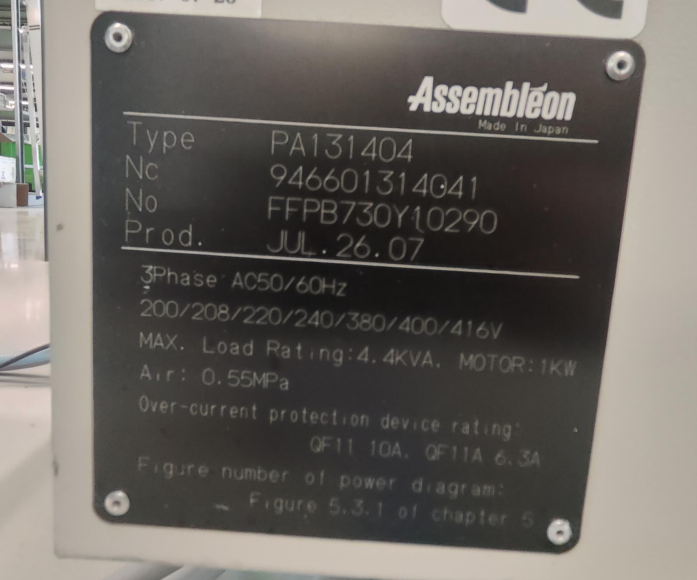 Assembléon
Made In Japan
Type PA131404
Nc 946601314041
No FFPB730Y10290
Prod. JUL.26.07
3Phase AC50/60Hz
200/208/220/240/380/400/416V
MAX. Load Rating:4.4KVA. MOTOR:1KW
Air: 0.55MPa
Over-current protection device rating:
QF11 10A. QF11A 6.3A
Figure number of power diagram:
Figure 5.3.1 of chapter 5